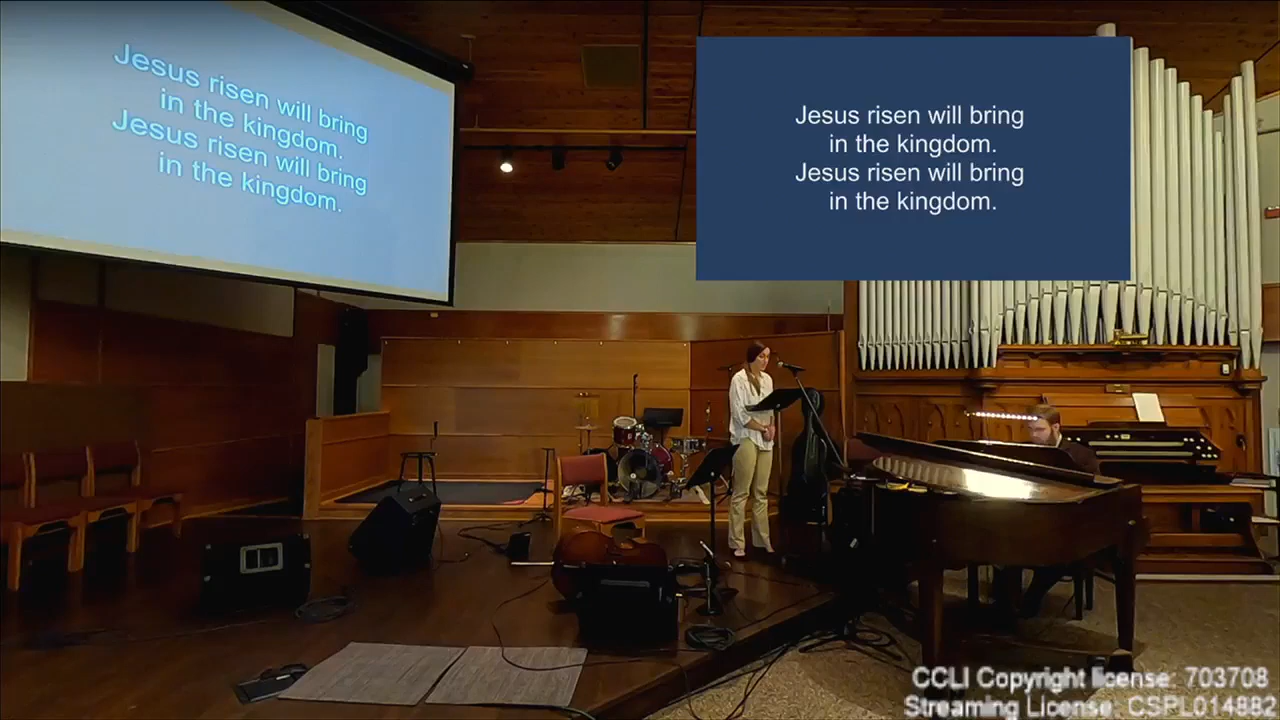 Jesus risen will bring
in the kingdom.
Jesus risen will bring
in the kingdom.
Jesus risen will bring
in the kingdom.
Jesus risen will bring
in the kingdom.
CCLI Copyright license: 703708
Streaming License: CSPL014882